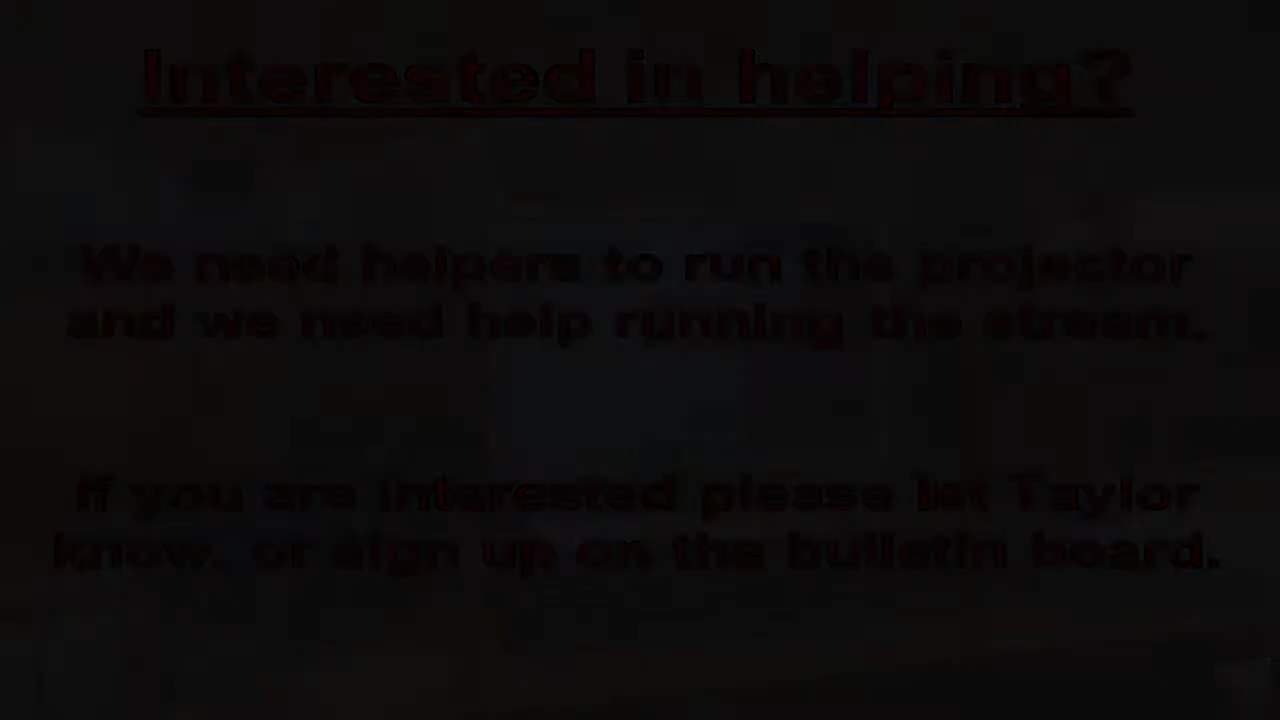 Interested in helping?
We need helpers to run the projector
and we need help running the stream.
If you are interested please let Taylor
know, or sign up on the bulletin board.